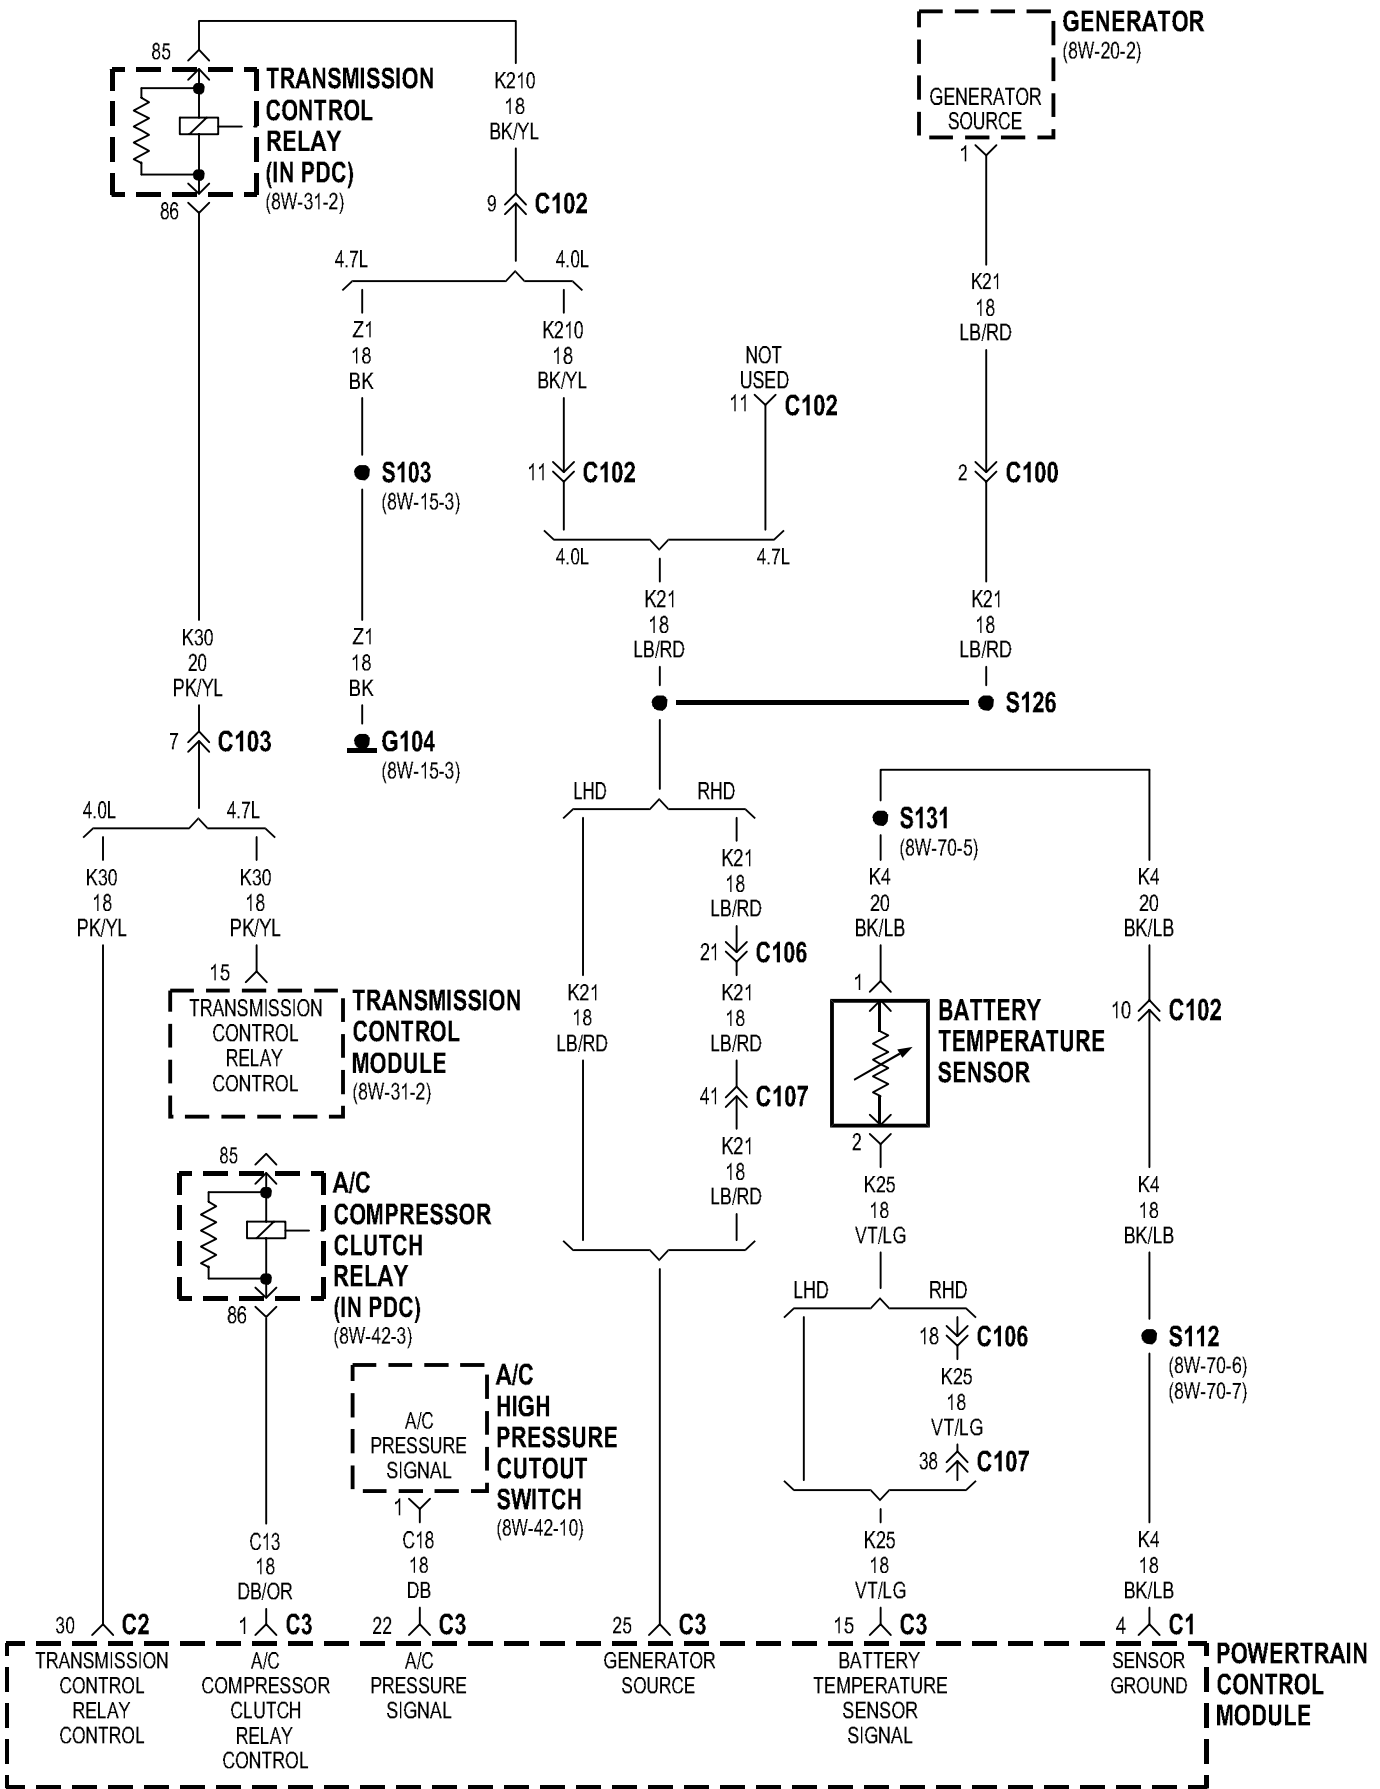 85
TRANSMISSION
CONTROL
RELAY
(IN PDC)
(8W-31-2)
86
K210
18
BK/YL
9
C102
GENERATOR
(8W-20-2)
GENERATOR
SOURCE
1
4.7L
4.0L
Z1
18
BK
K210
18
BK/YL
K21
18
LB/RD
NOT
USED
11
C102
S103
(8W-15-3)
11
C102
2
C100
4.0L
4.7L
K21
18
LB/RD
K21
18
LB/RD
K30
20
PK/YL
Z1
18
BK
S126
7
C103
G104
(8W-15-3)
4.0L
4.7L
LHD
RHD
S131
(8W-70-5)
K30
18
PK/YL
K30
18
PK/YL
K21
18
LB/RD
K4
20
BK/LB
K4
20
BK/LB
15
TRANSMISSION
CONTROL
RELAY
CONTROL
TRANSMISSION
CONTROL
MODULE
(8W-31-2)
21
C106
K21
18
LB/RD
K21
18
LB/RD
1
BATTERY
TEMPERATURE
SENSOR
10
C102
41
C107
2
85
A/C
COMPRESSOR
CLUTCH
RELAY
(IN PDC)
(8W-42-3)
86
K21
18
LB/RD
K25
18
VT/LG
K4
18
BK/LB
LHD
RHD
18
C106
S112
(8W-70-6)
(8W-70-7)
K25
18
VT/LG
38
C107
A/C
PRESSURE
SIGNAL
A/C
HIGH
PRESSURE
CUTOUT
SWITCH
(8W-42-10)
1
C13
18
DB/OR
C18
18
DB
K25
18
VT/LG
K4
18
BK/LB
30
C2
1
C3
22
C3
25
C3
15
C3
4
C1
TRANSMISSION
CONTROL
RELAY
CONTROL
A/C
COMPRESSOR
CLUTCH
RELAY
CONTROL
A/C
PRESSURE
SIGNAL
GENERATOR
SOURCE
BATTERY
TEMPERATURE
SENSOR
SIGNAL
SENSOR
GROUND
POWERTRAIN
CONTROL
MODULE